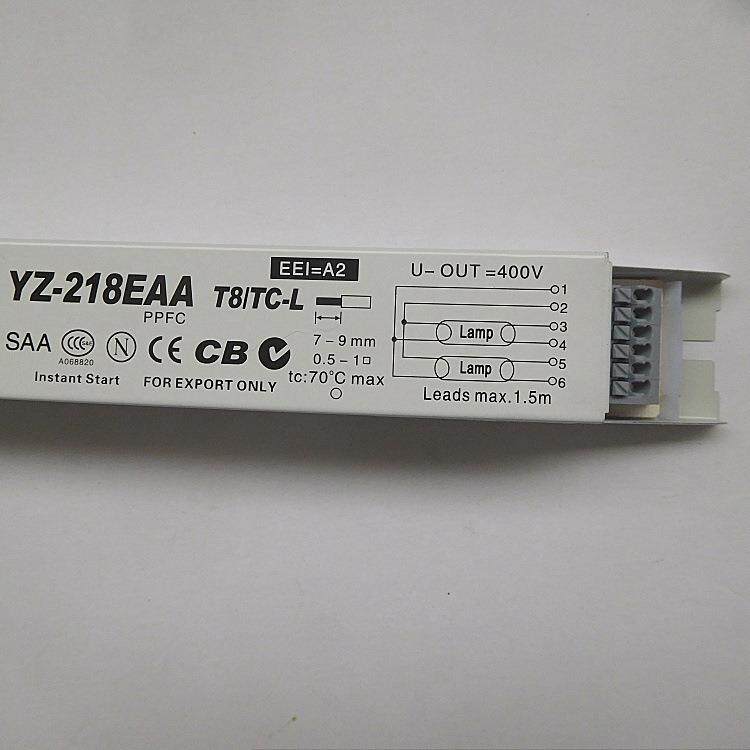 EEI=A2
U- OUT =400V
YZ-218EAA T8/TC-L
PPFC
7-9 mm
0.5-1□
SAA
A068820
N
CE CB
tc:70°C max
Instant Start
FOR EXPORT ONLY
1
2
Lamp 3
4
Lamp 5
6
Leads max.1.5m